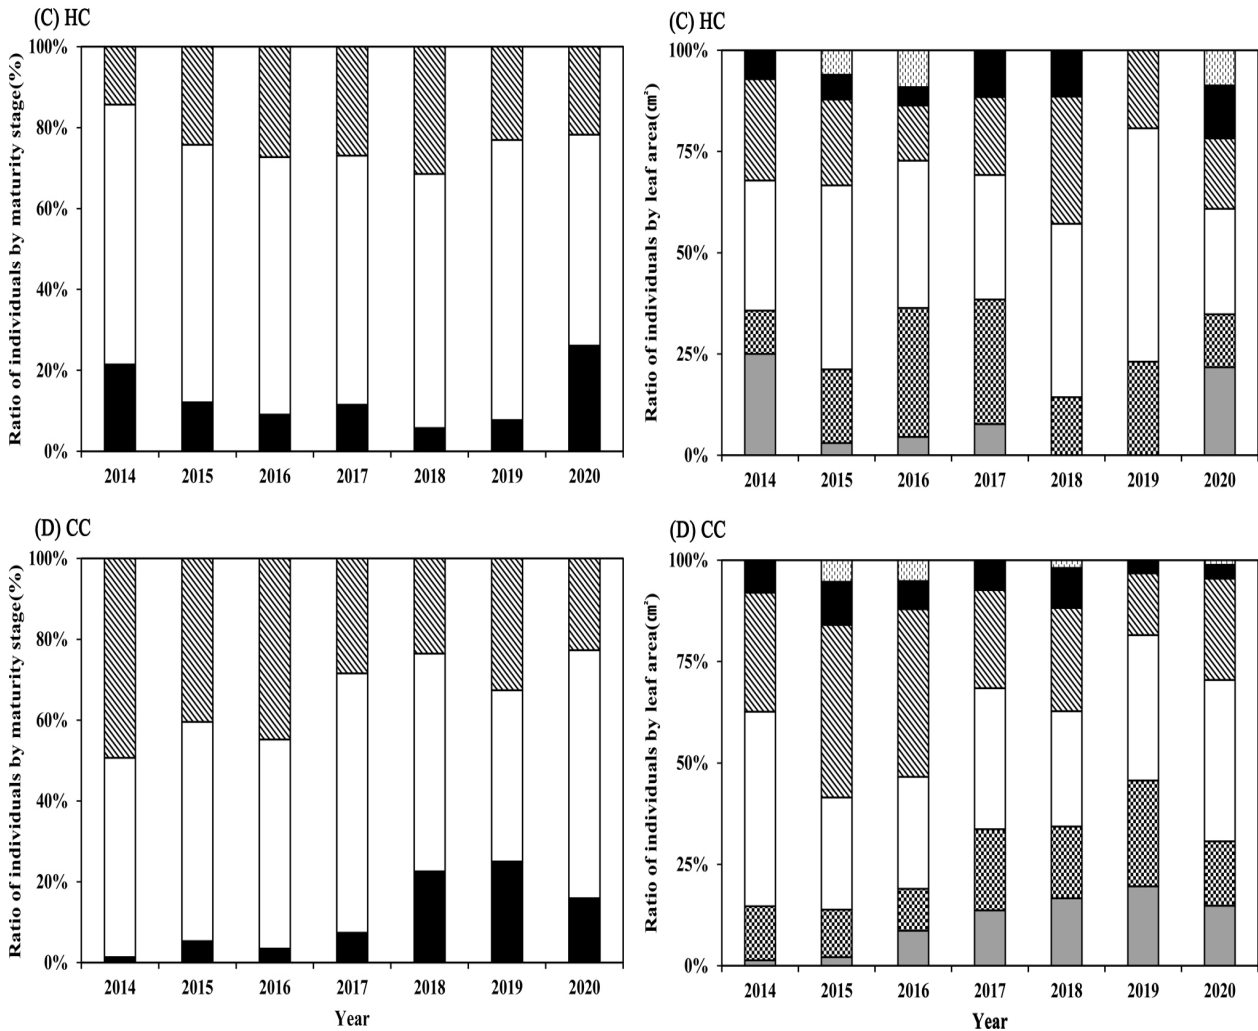 (C) HC
Ratio of individuals by maturity stage(%)
100%
80%
60%
40%
20%
0%
2014 2015 2016 2017 2018 2019 2020
(C) HC
Ratio of individuals by leaf area(㎠)
100%
75%
50%
25%
0%
2014 2015 2016 2017 2018 2019 2020
(D) CC
Ratio of individuals by maturity stage(%)
100%
80%
60%
40%
20%
0%
2014 2015 2016 2017 2018 2019 2020
Year
(D) CC
Ratio of individuals by leaf area(㎠)
100%
75%
50%
25%
0%
2014 2015 2016 2017 2018 2019 2020
Year